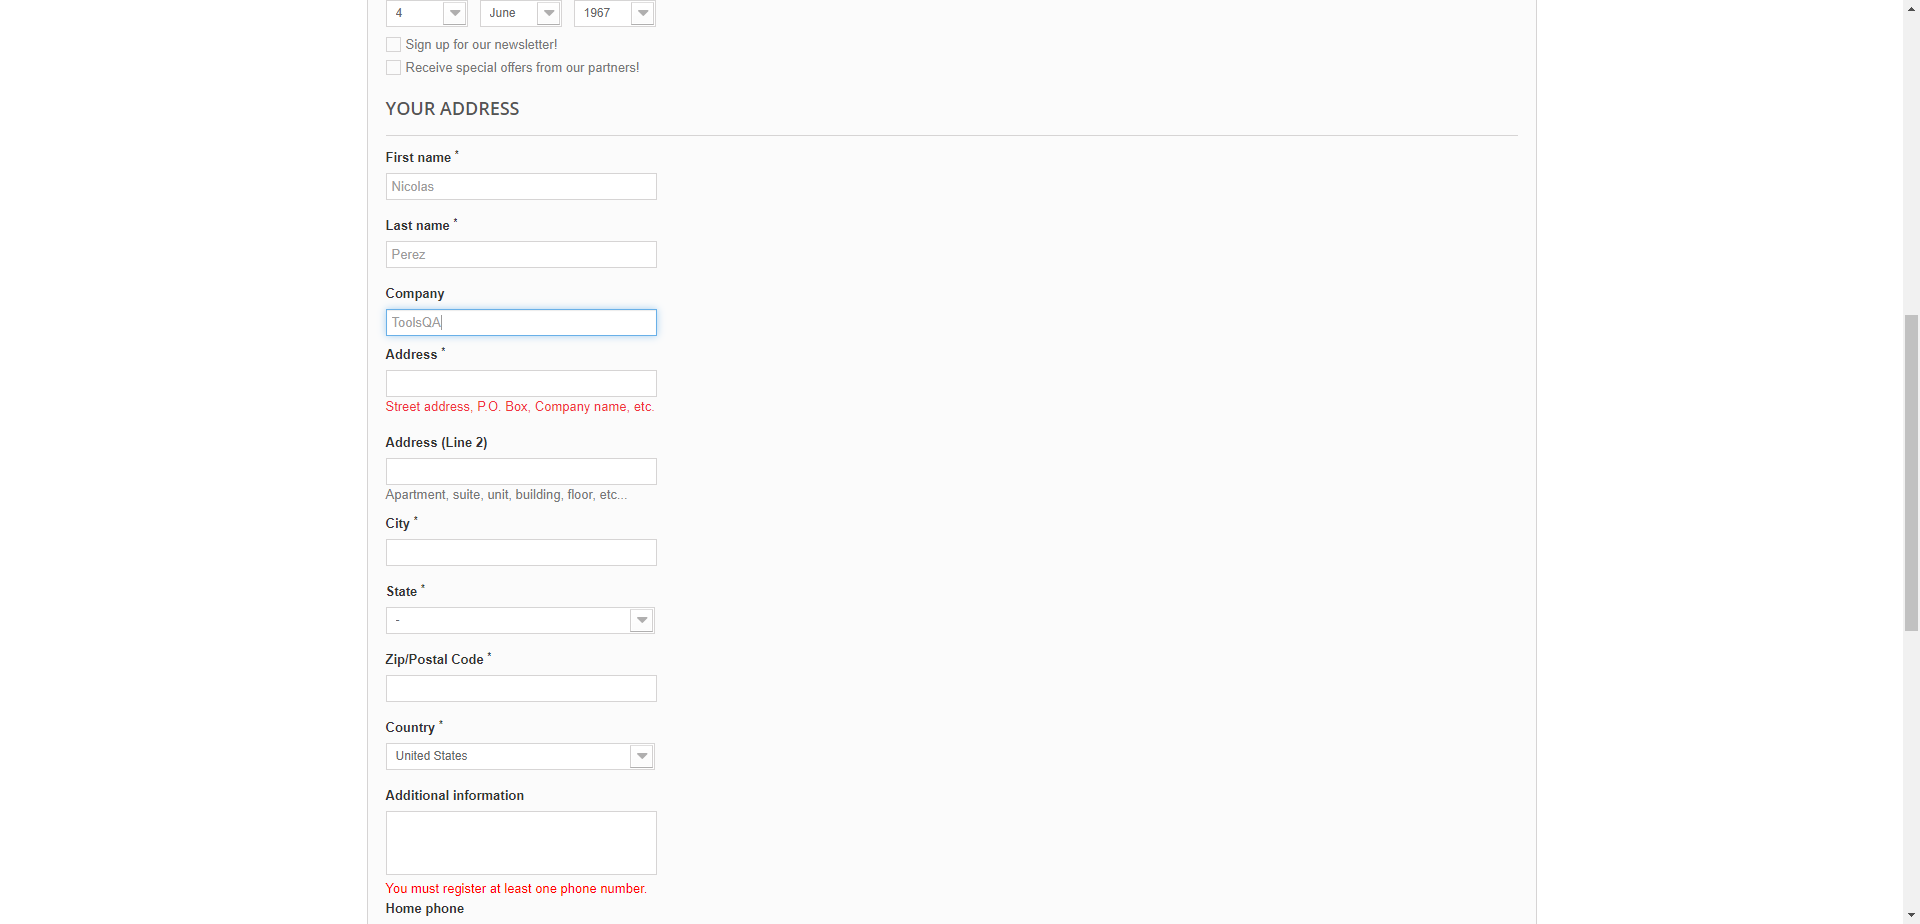 4 June 1967
Sign up for our newsletter!
Receive special offers from our partners!
YOUR ADDRESS
First name *
Nicolas
Last name *
Perez
Company
ToolsQA
Address *
Street address, P.O. Box, Company name, etc.
Address (Line 2)
Apartment, suite, unit, building, floor, etc...
City *
State *
-
Zip/Postal Code *
Country *
United States
Additional information
You must register at least one phone number.
Home phone